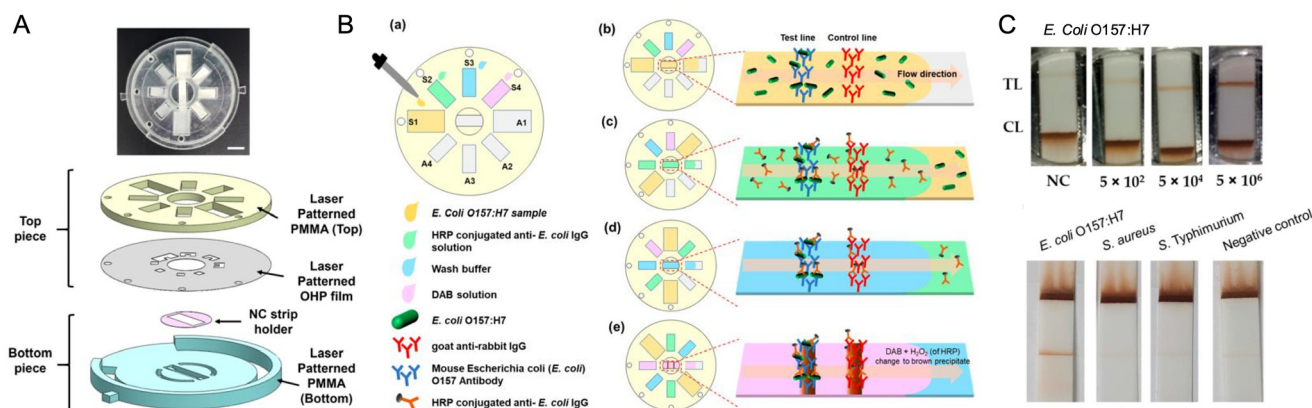 A
Top
piece
Bottom
piece
Laser
Patterned
PMMA (Top)
Laser
Patterned
OHP film
NC strip
holder
Laser
Patterned
PMMA
(Bottom)
B
(a)
S3
S2
S4
S1
A1
A4
A2
A3
E. Coli O157:H7 sample
HRP conjugated anti- E. coli IgG
solution
Wash buffer
DAB solution
E. coli O157:H7
goat anti-rabbit IgG
Mouse Escherichia coli (E. coli)
O157 Antibody
HRP conjugated anti- E. coli IgG
(b)
Test line
Control line
Flow direction
(c)
(d)
(e)
DAB + H₂O₂ (of HRP)
change to brown precipitate
C
E. Coli O157:H7
TL
CL
NC
5 × 10²
5 × 10⁴
5 × 10⁶
E. coli O157:H7
S. aureus
S. Typhimurium
Negative control